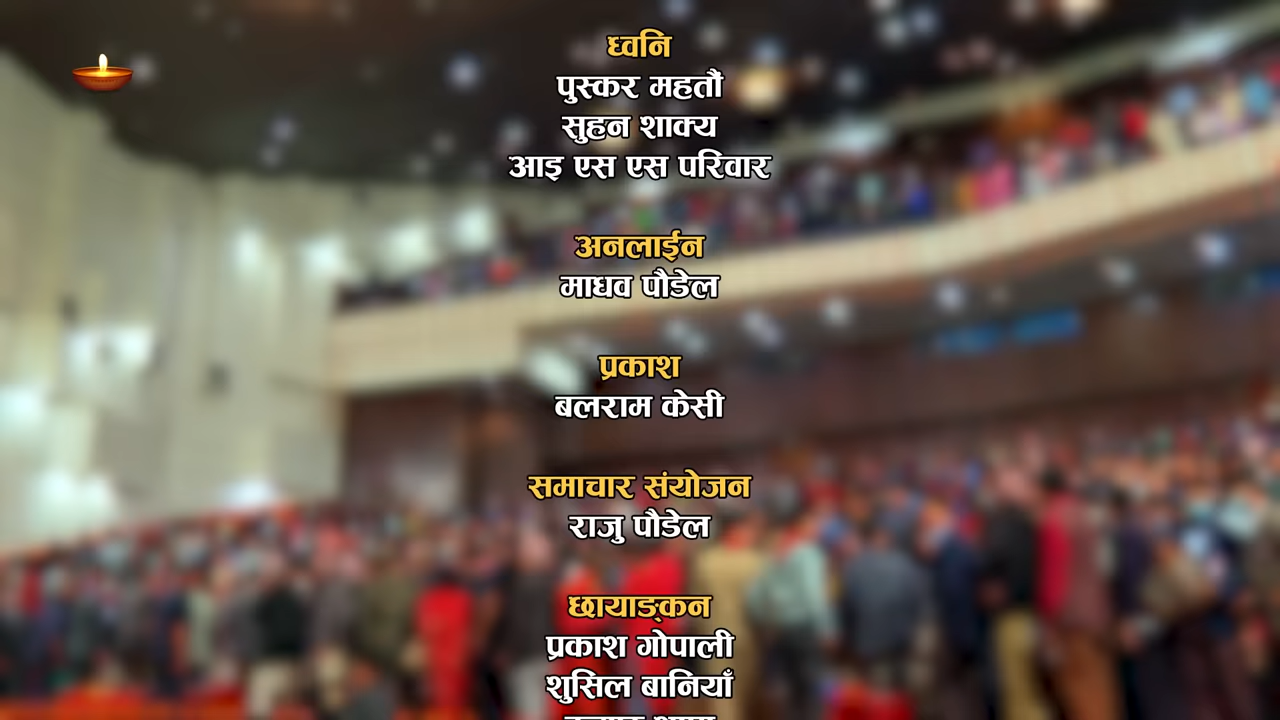 ध्वनि
पुस्कर महतौं
सुहन शाक्य
आइ एस एस परिवार
अनलाईन
माधव पौडेल
प्रकाश
बलराम केसी
समाचार संयोजन
राजु पौडेल
छायाङ्कन
प्रकाश गोपाली
शुसिल बानियाँ